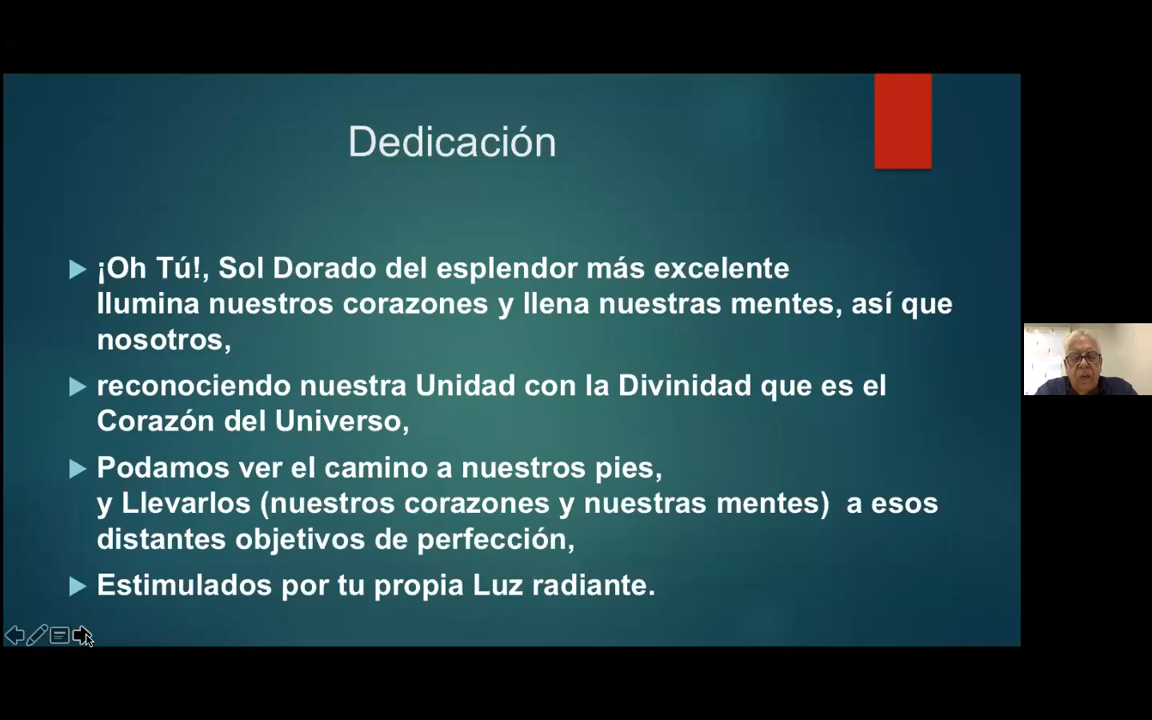 Dedicación
¡Oh Tú!, Sol Dorado del esplendor más excelente
Ilumina nuestros corazones y llena nuestras mentes, así que
nosotros,
reconociendo nuestra Unidad con la Divinidad que es el
Corazón del Universo,
Podamos ver el camino a nuestros pies,
y Llevarlos (nuestros corazones y nuestras mentes)  a esos
distantes objetivos de perfección,
Estimulados por tu propia Luz radiante.